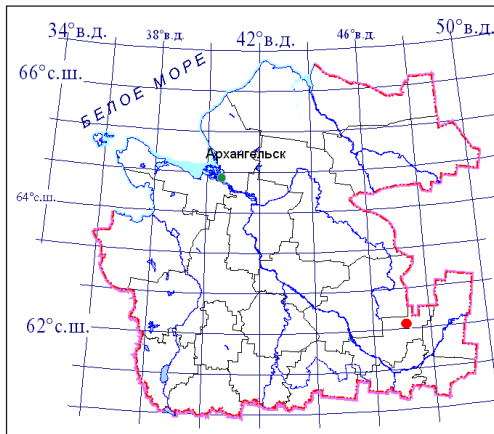 34°в.д.
38°в.д.
42°в.д.
46°в.д.
50°в.д.
66°с.ш.
БЕЛОЕ МОРЕ
Архангельск
64°с.ш.
62°с.ш.